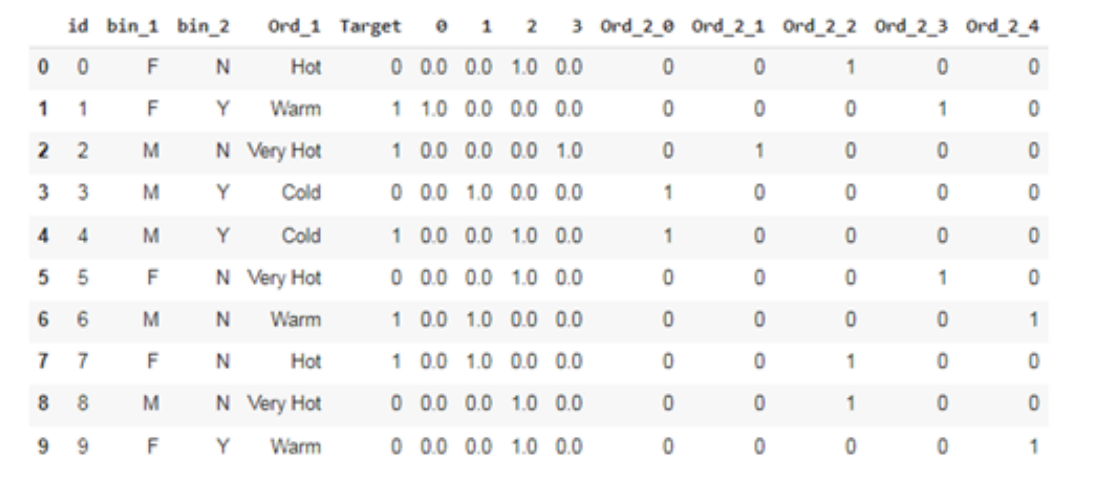 id bin_1 bin_2 Ord_1 Target 0 1 2 3 Ord_2_0 Ord_2_1 Ord_2_2 Ord_2_3 Ord_2_4
0 0 F N Hot 0 0.0 0.0 1.0 0.0 0 0 1 0 0
1 1 F Y Warm 1 1.0 0.0 0.0 0.0 0 0 0 1 0
2 2 M N Very Hot 1 0.0 0.0 0.0 1.0 0 1 0 0 0
3 3 M Y Cold 0 0.0 1.0 0.0 0.0 1 0 0 0 0
4 4 M Y Cold 1 0.0 0.0 1.0 0.0 1 0 0 0 0
5 5 F N Very Hot 0 0.0 0.0 1.0 0.0 0 0 0 1 0
6 6 M N Warm 1 0.0 1.0 0.0 0.0 0 0 0 0 1
7 7 F N Hot 1 0.0 1.0 0.0 0.0 0 0 1 0 0
8 8 M N Very Hot 0 0.0 0.0 1.0 0.0 0 0 1 0 0
9 9 F Y Warm 0 0.0 0.0 1.0 0.0 0 0 0 0 1